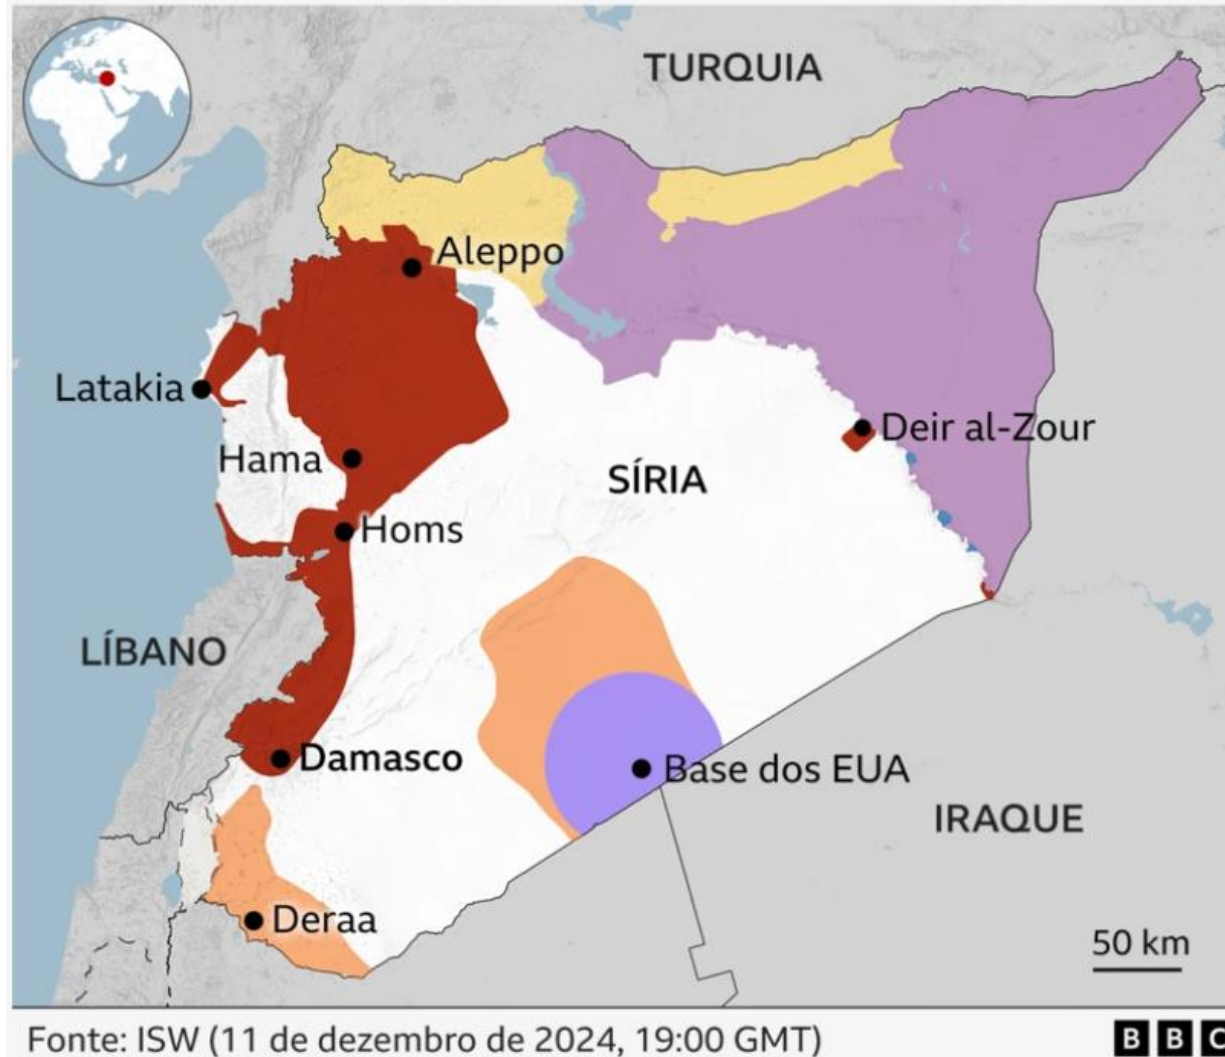 TURQUIA
Aleppo
Latakia
Deir al-Zour
Hama
SÍRIA
Homs
LÍBANO
Damasco
Base dos EUA
IRAQUE
Deraa
50 km
Fonte: ISW (11 de dezembro de 2024, 19:00 GMT)
BBC